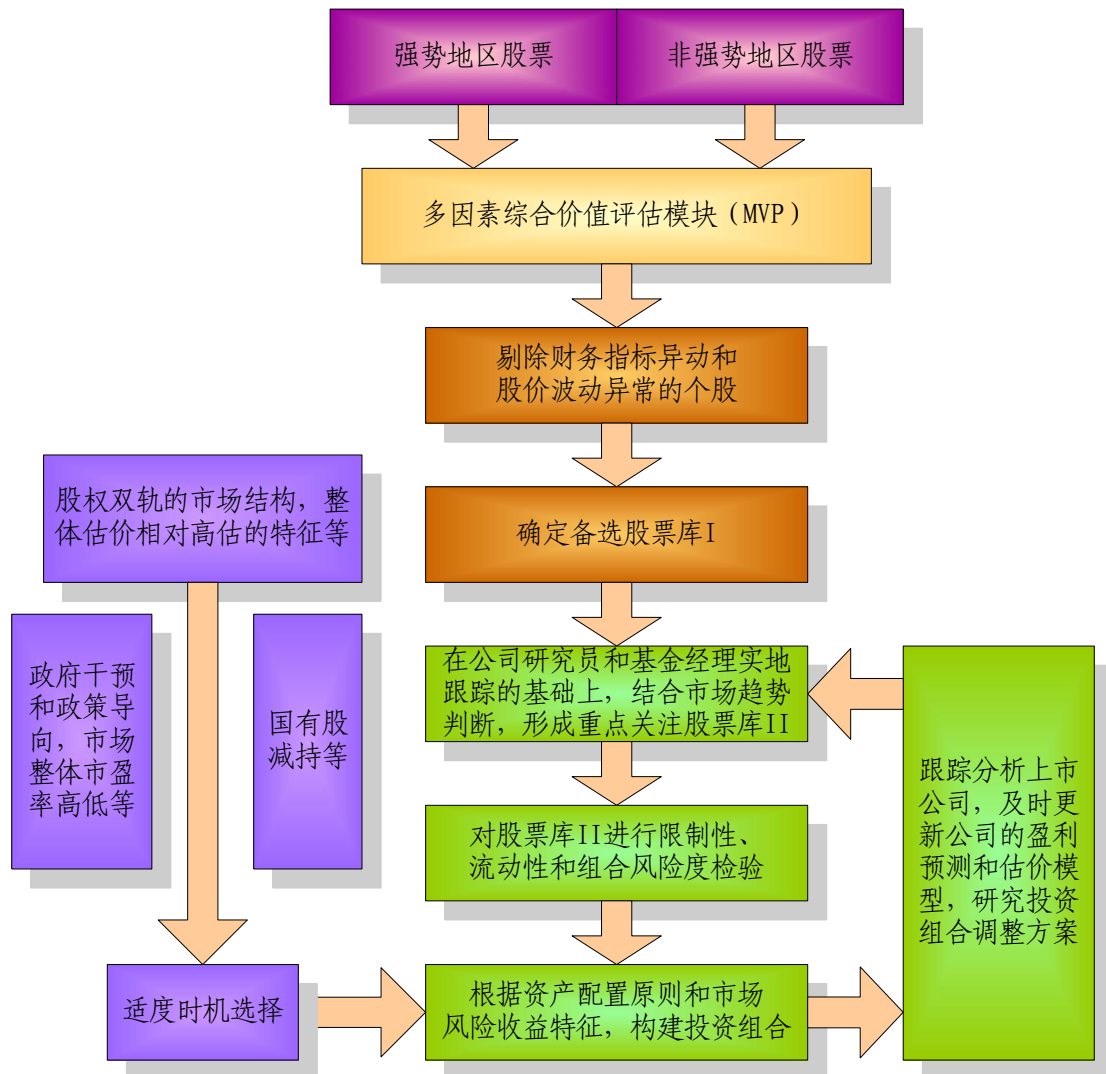 强势地区股票
非强势地区股票
多因素综合价值评估模块（MVP）
剔除财务指标异动和
股价波动异常的个股
确定备选股票库I
股权双轨的市场结构，整
体估价相对高估的特征等
政府干预
和政策导
向，市场
整体市盈
率高低等
国有股
减持等
适度时机选择
在公司研究员和基金经理实地
跟踪的基础上，结合市场趋势
判断，形成重点关注股票库II
对股票库II进行限制性、
流动性和组合风险度检验
根据资产配置原则和市场
风险收益特征，构建投资组合
跟踪分析上市
公司，及时更
新公司的盈利
预测和估价模
型，研究投资
组合调整方案